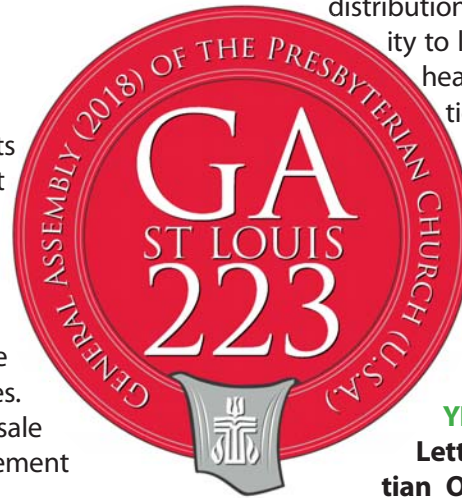 distribution
ity to l
hea
ti
GENERAL ASSEMBLY (2018) OF THE PRESBYTERIAN CHURCH (U.S.A.)
GA
ST LOUIS
223
ts
t
e
es.
sale
ement
Y
Lett
tian O